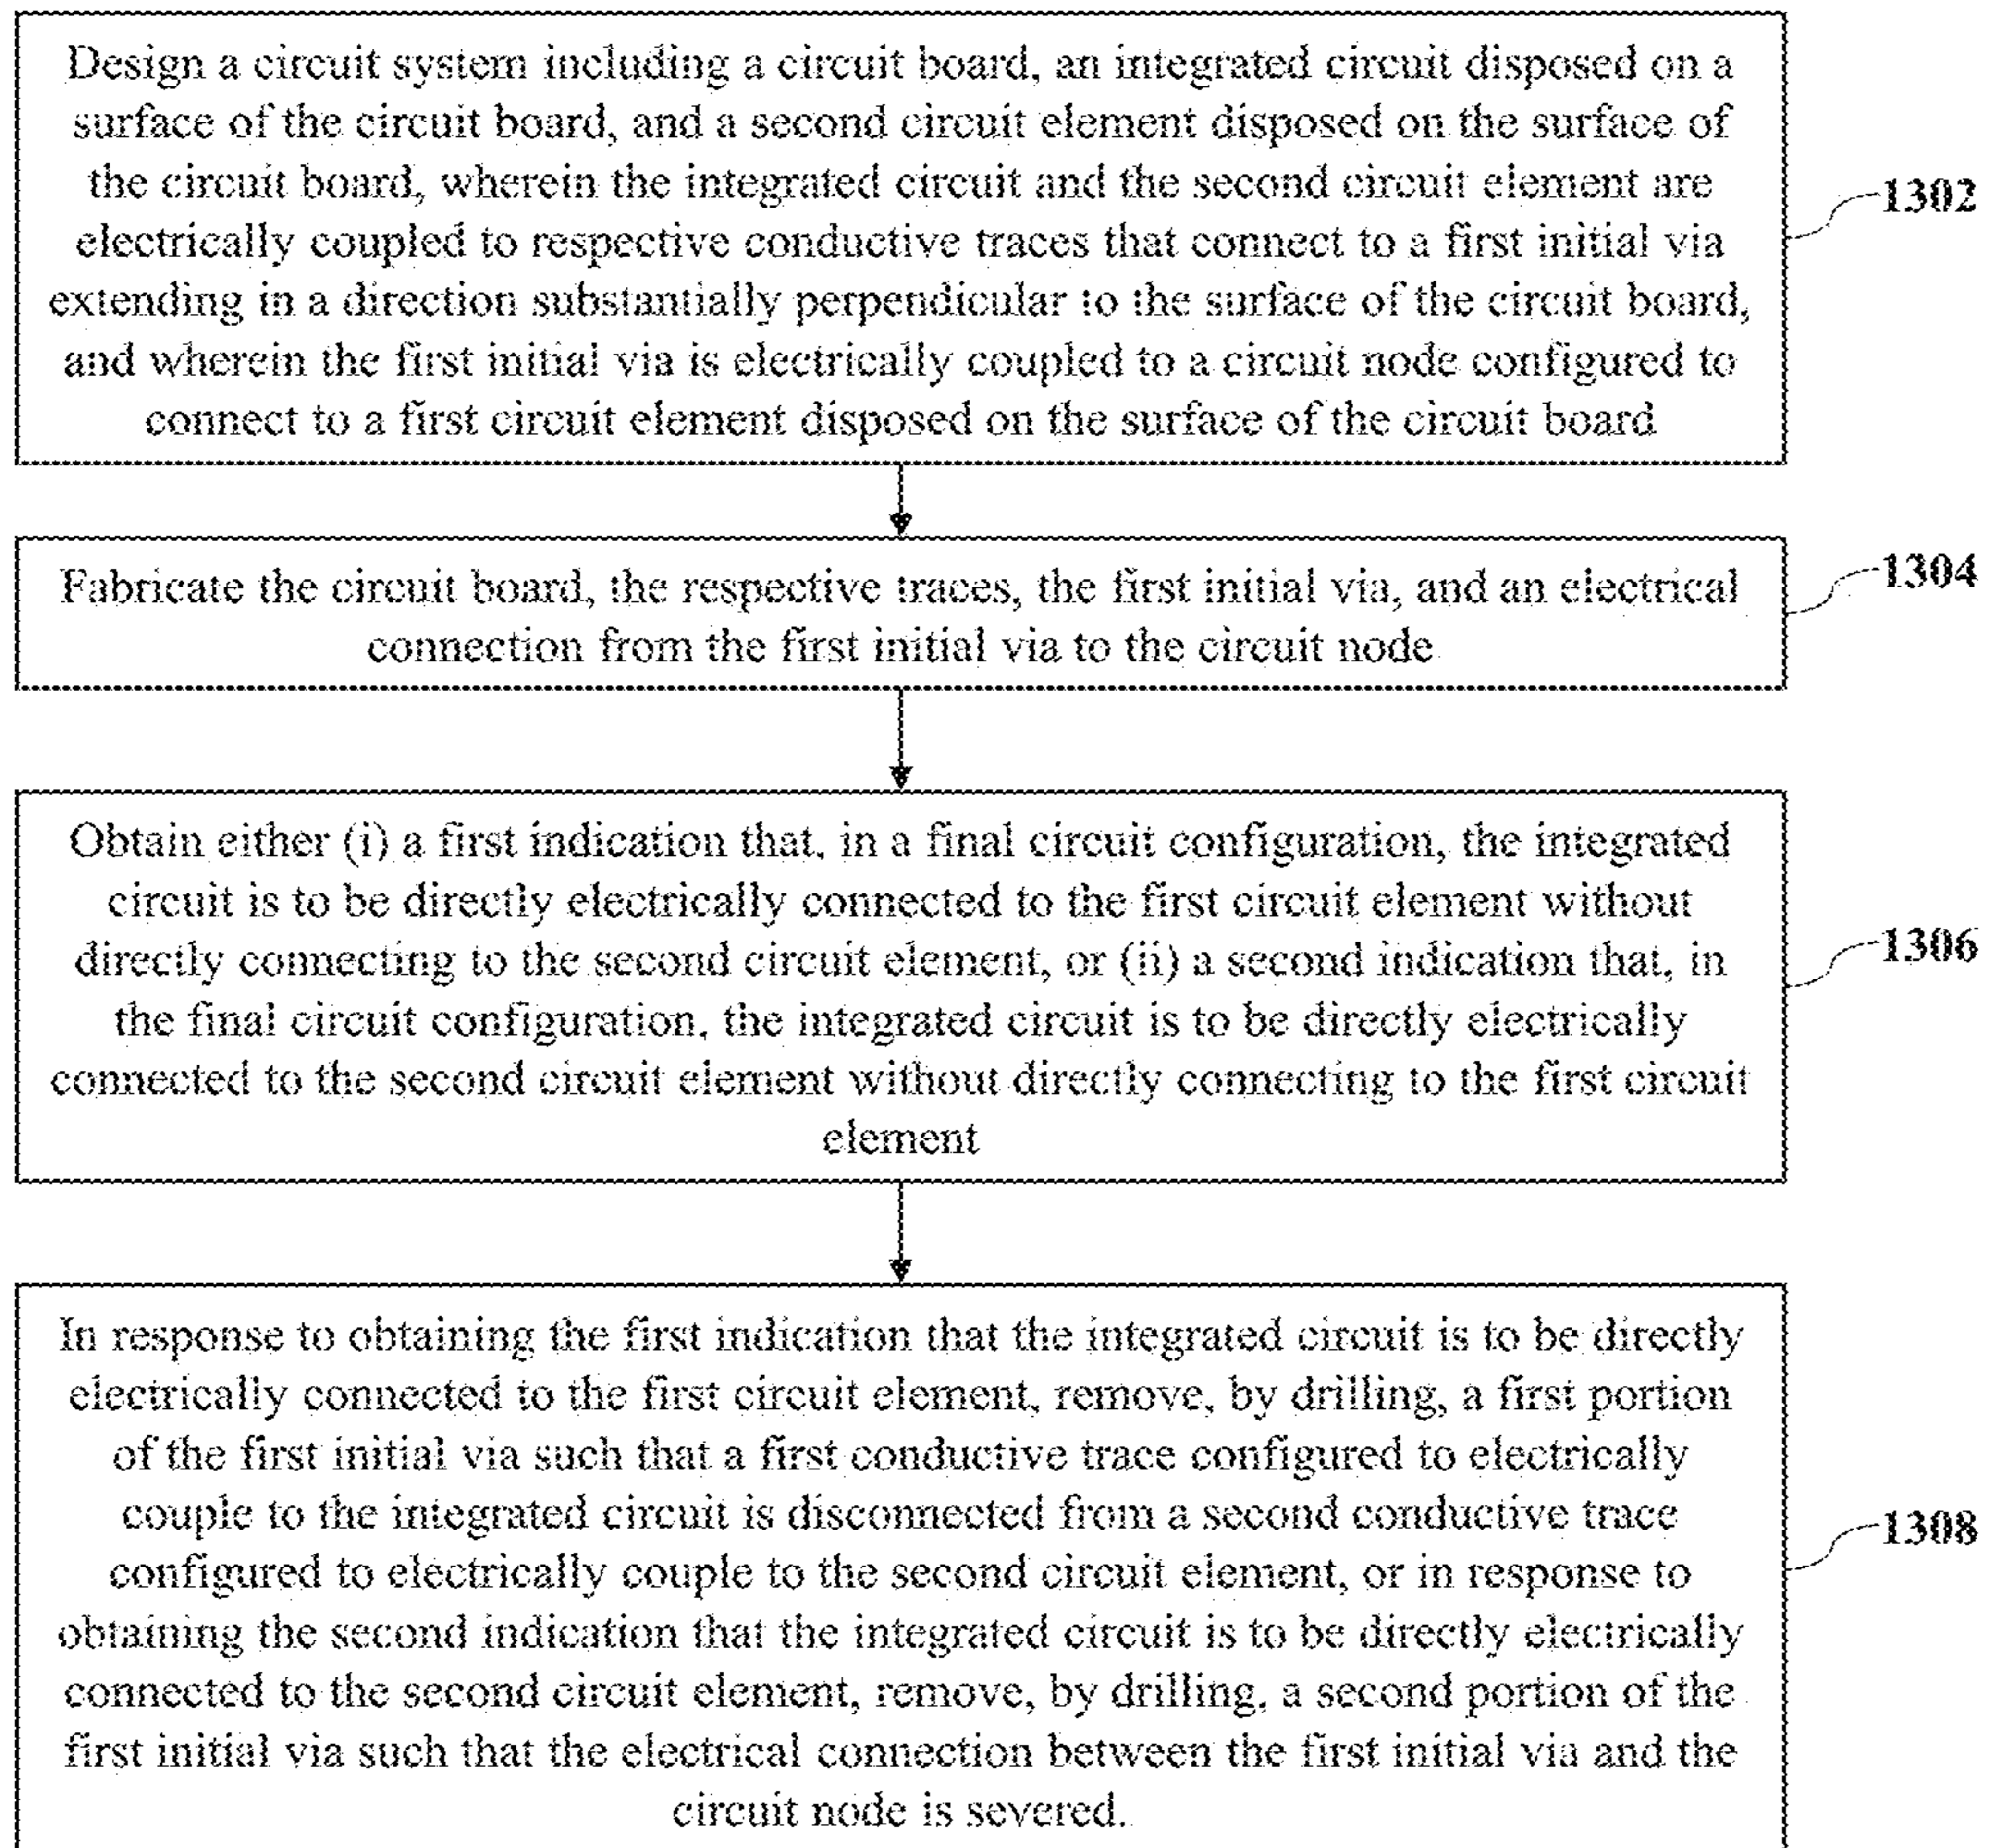 Design a circuit system including a circuit board, an integrated circuit disposed on a
surface of the circuit board, and a second circuit element disposed on the surface of
the circuit board, wherein the integrated circuit and the second circuit element are
electrically coupled to respective conductive traces that connect to a first initial via
extending in a direction substantially perpendicular to the surface of the circuit board,
and wherein the first initial via is electrically coupled to a circuit node configured to
connect to a first circuit element disposed on the surface of the circuit board
1302
Fabricate the circuit board, the respective traces, the first initial via, and an electrical
connection from the first initial via to the circuit node
1304
Obtain either (i) a first indication that, in a final circuit configuration, the integrated
circuit is to be directly electrically connected to the first circuit element without
directly connecting to the second circuit element, or (ii) a second indication that, in
the final circuit configuration, the integrated circuit is to be directly electrically
connected to the second circuit element without directly connecting to the first circuit
element
1306
In response to obtaining the first indication that the integrated circuit is to be directly
electrically connected to the first circuit element, remove, by drilling, a first portion
of the first initial via such that a first conductive trace configured to electrically
couple to the integrated circuit is disconnected from a second conductive trace
configured to electrically couple to the second circuit element, or in response to
obtaining the second indication that the integrated circuit is to be directly electrically
connected to the second circuit element, remove, by drilling, a second portion of the
first initial via such that the electrical connection between the first initial via and the
circuit node is severed.
1308